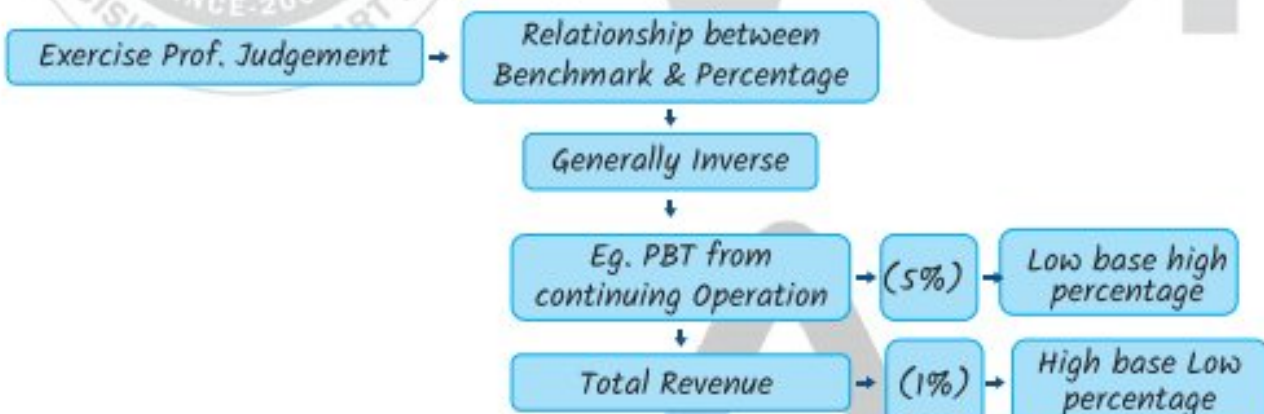 Exercise Prof. Judgement
Relationship between
Benchmark & Percentage
Generally Inverse
Eg. PBT from
continuing Operation
(5%)
Low base high
percentage
Total Revenue
(1%)
High base Low
percentage